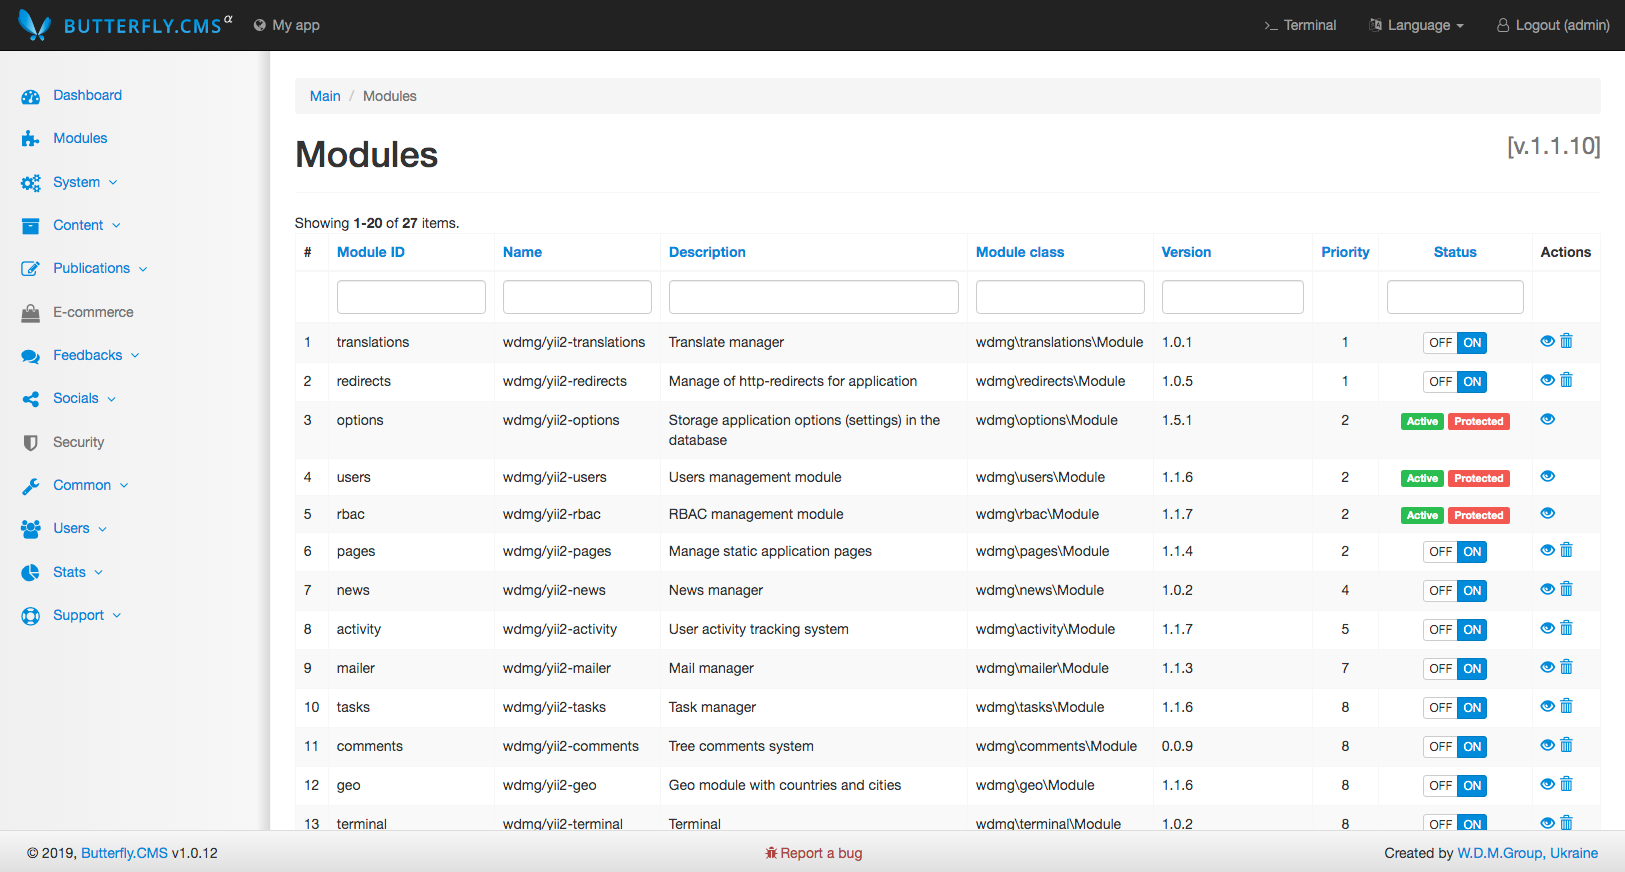 BUTTERFLY.CMS α My app Terminal Language Logout (admin)
Dashboard
Modules
System
Content
Publications
E-commerce
Feedbacks
Socials
Security
Common
Users
Stats
Support
Main / Modules
Modules [v.1.1.10]
Showing 1-20 of 27 items.
# Module ID Name Description Module class Version Priority Status Actions
1 translations wdmg/yii2-translations Translate manager wdmg\translations\Module 1.0.1 1 OFF ON
2 redirects wdmg/yii2-redirects Manage of http-redirects for application wdmg\redirects\Module 1.0.5 1 OFF ON
3 options wdmg/yii2-options Storage application options (settings) in the wdmg\options\Module 1.5.1 2 Active Protected
database
4 users wdmg/yii2-users Users management module wdmg\users\Module 1.1.6 2 Active Protected
5 rbac wdmg/yii2-rbac RBAC management module wdmg\rbac\Module 1.1.7 2 Active Protected
6 pages wdmg/yii2-pages Manage static application pages wdmg\pages\Module 1.1.4 2 OFF ON
7 news wdmg/yii2-news News manager wdmg\news\Module 1.0.2 4 OFF ON
8 activity wdmg/yii2-activity User activity tracking system wdmg\activity\Module 1.1.7 5 OFF ON
9 mailer wdmg/yii2-mailer Mail manager wdmg\mailer\Module 1.1.3 7 OFF ON
10 tasks wdmg/yii2-tasks Task manager wdmg\tasks\Module 1.1.6 8 OFF ON
11 comments wdmg/yii2-comments Tree comments system wdmg\comments\Module 0.0.9 8 OFF ON
12 geo wdmg/yii2-geo Geo module with countries and cities wdmg\geo\Module 1.1.6 8 OFF ON
13 terminal wdmg/yii2-terminal Terminal wdmg\terminal\Module 1.0.2 8 OFF ON
© 2019, Butterfly.CMS v1.0.12 Report a bug Created by W.D.M.Group, Ukraine